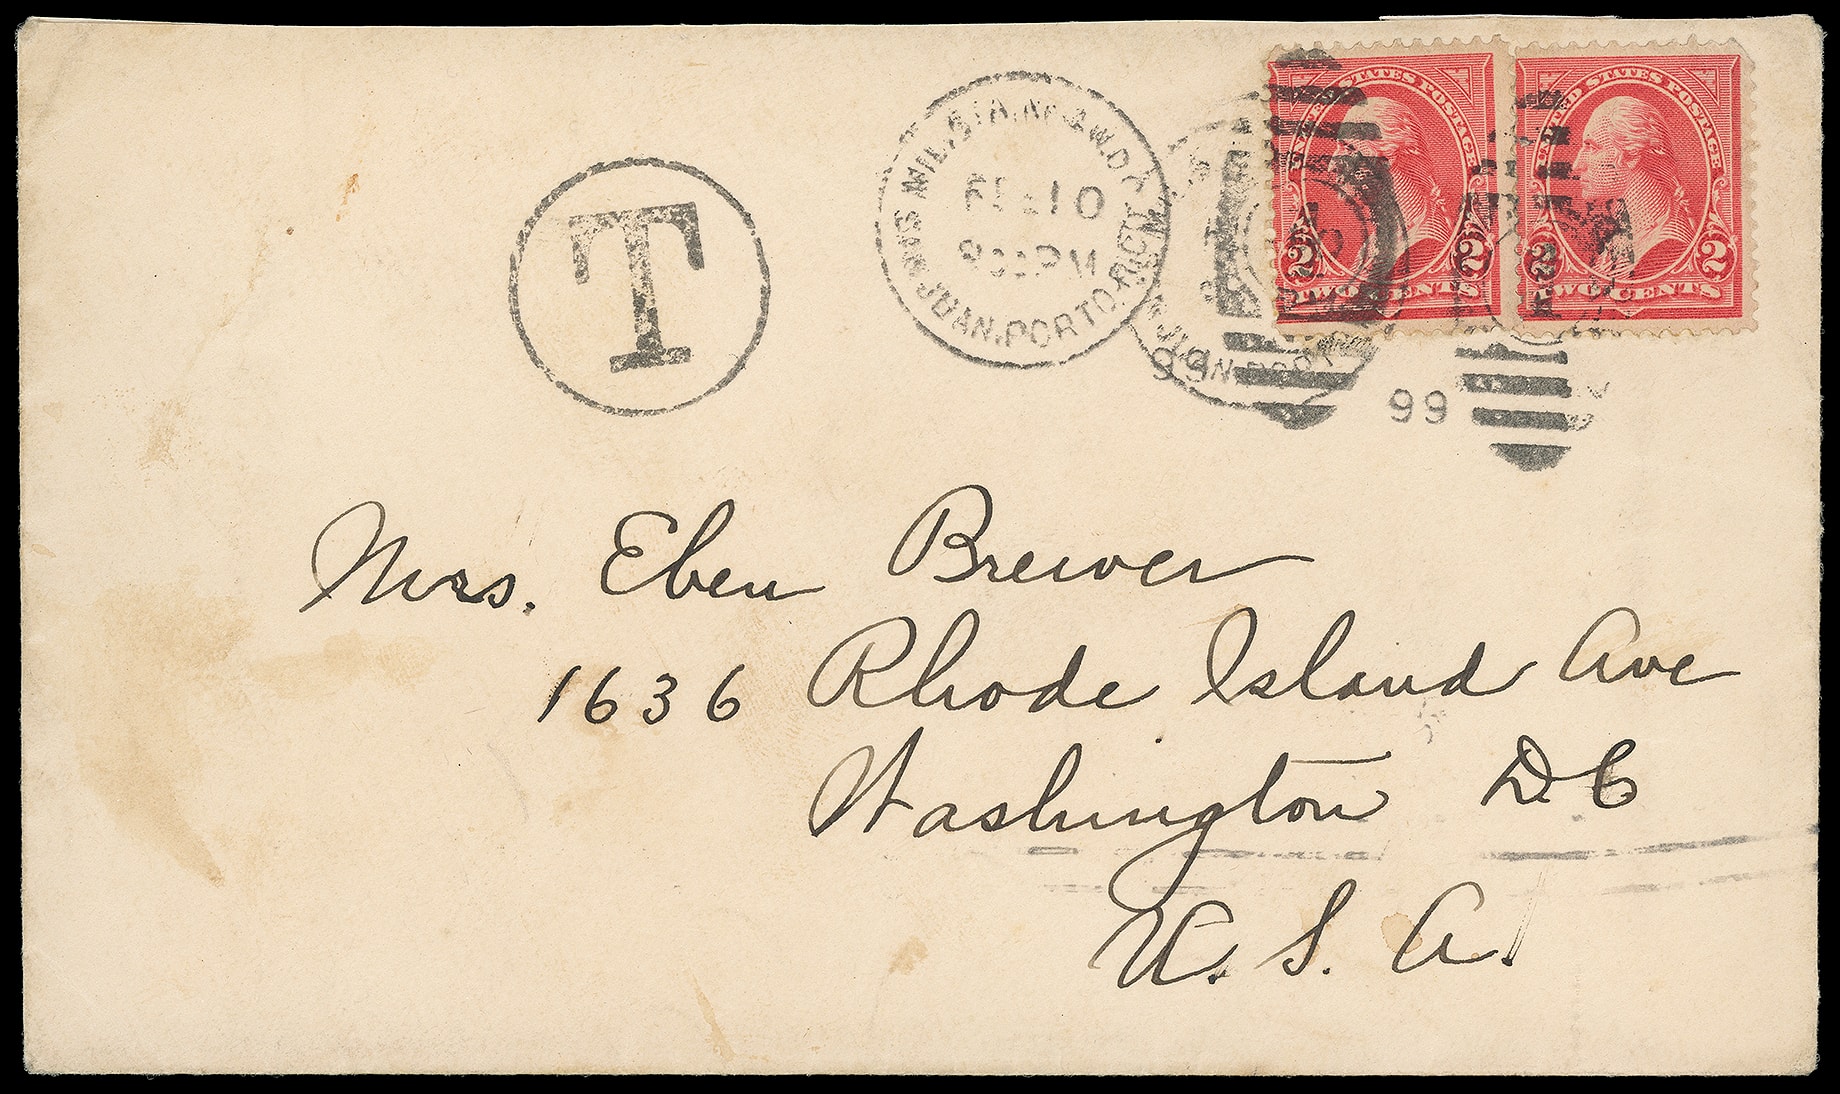 T
MIL. STA. No. 1 W.D.
FEB 10
PM
SAN JUAN, PORTO RICO
UNITED STATES POSTAGE
2 2
TWO CENTS
UNITED STATES POSTAGE
2 2
TWO CENTS
99
99
Mrs. Eben Brewer
1636 Rhode Island Ave
Washington D.C
U.S.A.